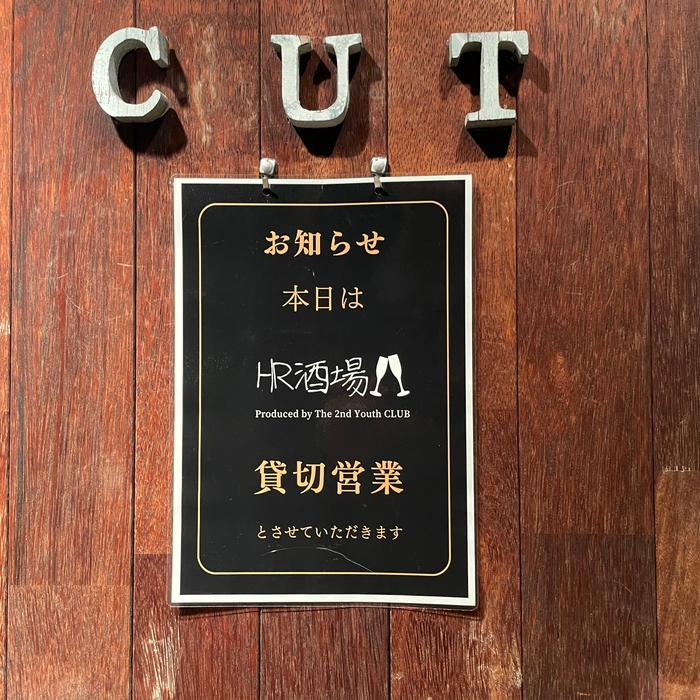 CUT
お知らせ
本日は
HR酒場
Produced by The 2nd Youth CLUB
貸切営業
とさせていただきます